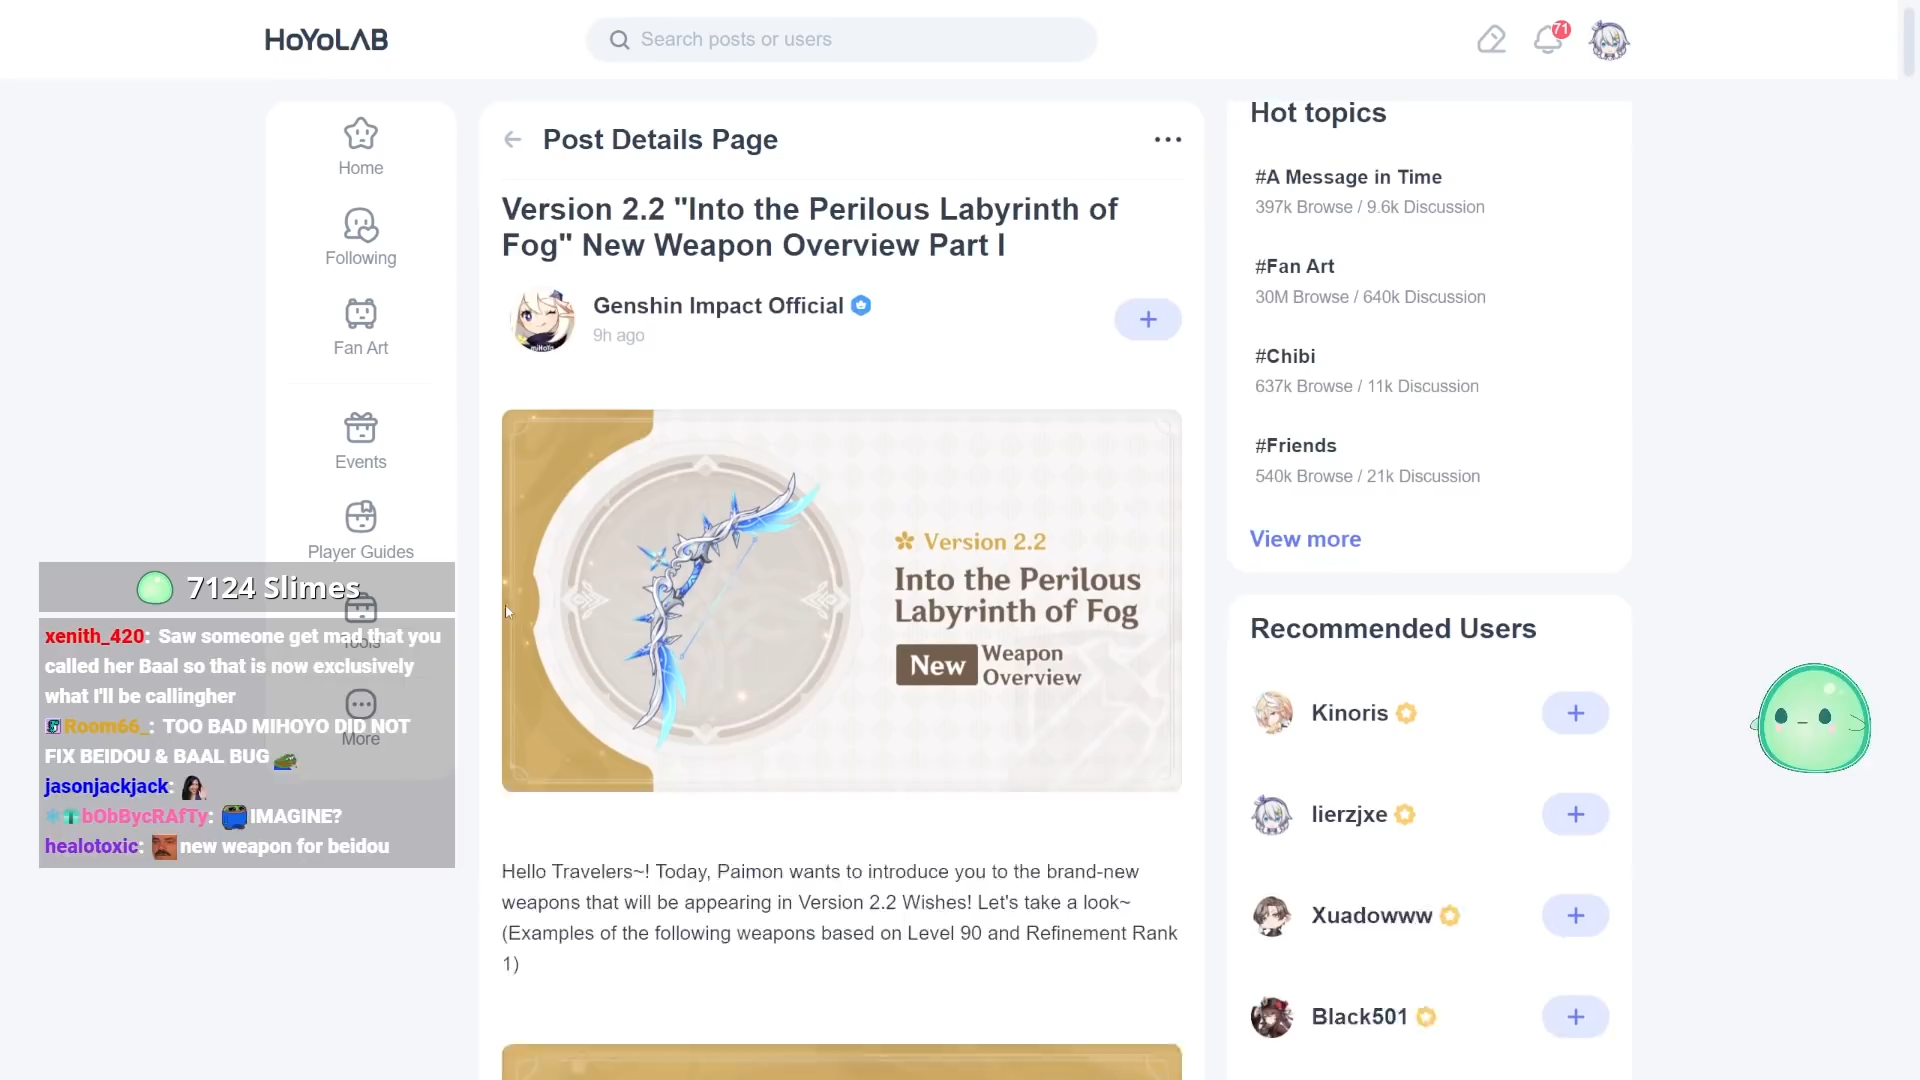 HoYoLAB
Search posts or users
71
Home
Following
Fan Art
Events
Player Guides
Tools
More
Post Details Page
Version 2.2 "Into the Perilous Labyrinth of
Fog" New Weapon Overview Part I
Genshin Impact Official
9h ago
Version 2.2
Into the Perilous
Labyrinth of Fog
New Weapon
Overview
Hello Travelers~! Today, Paimon wants to introduce you to the brand-new
weapons that will be appearing in Version 2.2 Wishes! Let's take a look~
(Examples of the following weapons based on Level 90 and Refinement Rank
1)
Hot topics
#A Message in Time
397k Browse / 9.6k Discussion
#Fan Art
30M Browse / 640k Discussion
#Chibi
637k Browse / 11k Discussion
#Friends
540k Browse / 21k Discussion
View more
Recommended Users
Kinoris
lierzjxe
Xuadowww
Black501
7124 Slimes
xenith_420: Saw someone get mad that you
called her Baal so that is now exclusively
what I'll be callingher
Room66_: TOO BAD MIHOYO DID NOT
FIX BEIDOU & BAAL BUG
jasonjackjack:
bObBycRAfTy: IMAGINE?
healotoxic: new weapon for beidou